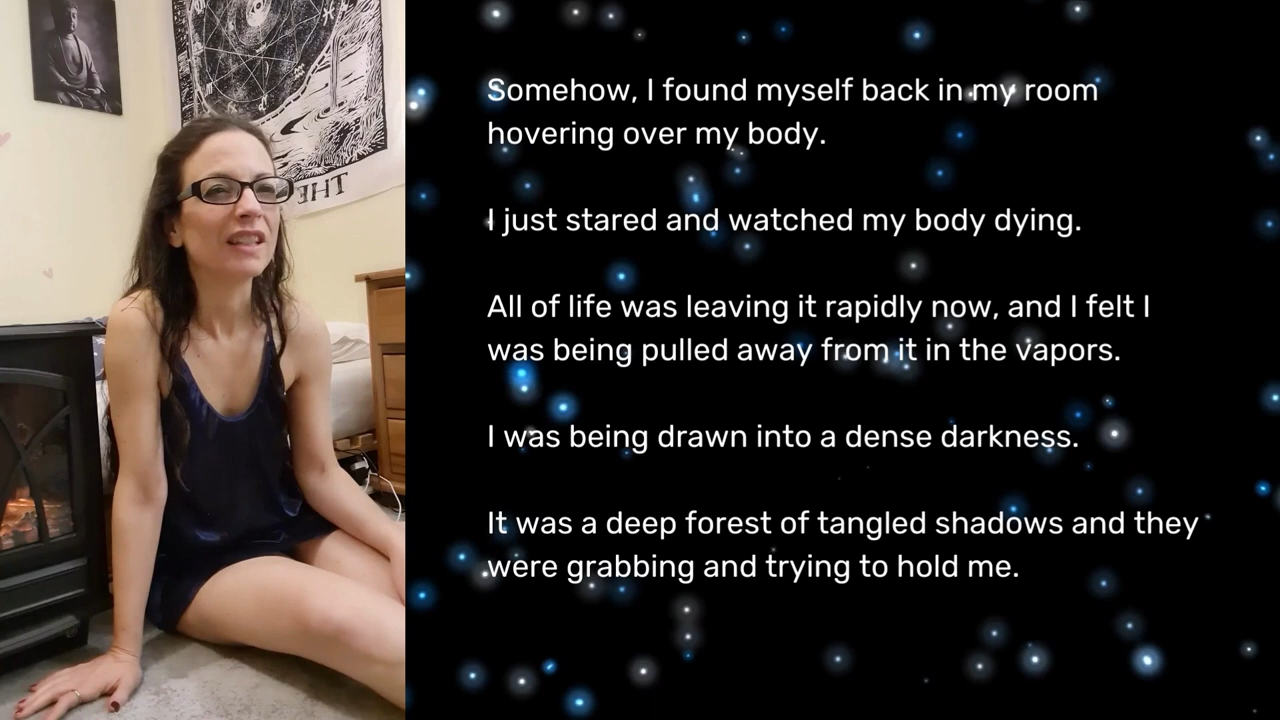 THE
Somehow, I found myself back in my room
hovering over my body.
I just stared and watched my body dying.
All of life was leaving it rapidly now, and I felt I
was being pulled away from it in the vapors.
I was being drawn into a dense darkness.
It was a deep forest of tangled shadows and they
were grabbing and trying to hold me.